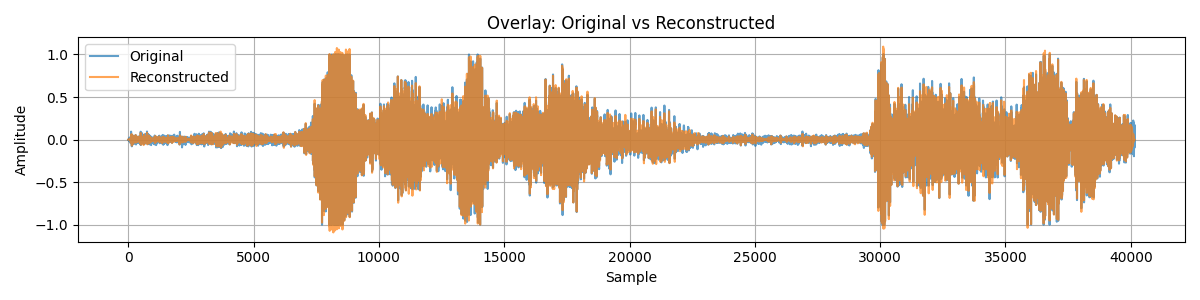 Overlay: Original vs Reconstructed
Original
Reconstructed
Amplitude
1.0
0.5
0.0
−0.5
−1.0
0 5000 10000 15000 20000 25000 30000 35000 40000
Sample